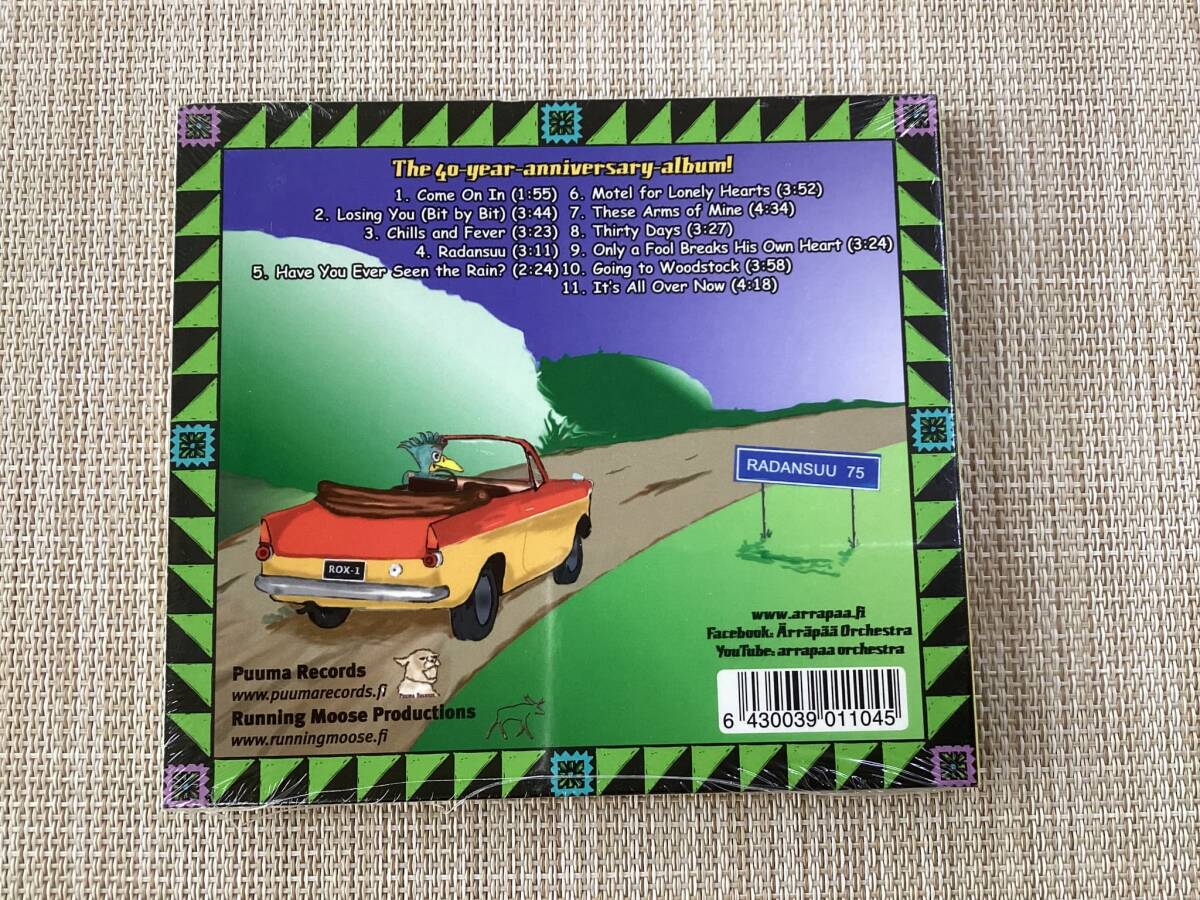 The 40-year-anniversary-album!
1. Come On In (1:55)
2. Losing You (Bit by Bit) (3:44)
3. Chills and Fever (3:23)
4. Radansuu (3:11)
5. Have You Ever Seen the Rain? (2:24)
6. Motel for Lonely Hearts (3:52)
7. These Arms of Mine (4:34)
8. Thirty Days (3:27)
9. Only a Fool Breaks His Own Heart (3:24)
10. Going to Woodstock (3:58)
11. It's All Over Now (4:18)
RADANSUU 75
ROX-1
www.arrapaa.fi
Facebook: Ärräpää Orchestra
YouTube: arrapaa orchestra
Puuma Records
www.puumarecords.fi
Puuma Records
Running Moose Productions
www.runningmoose.fi
6 430039 011045